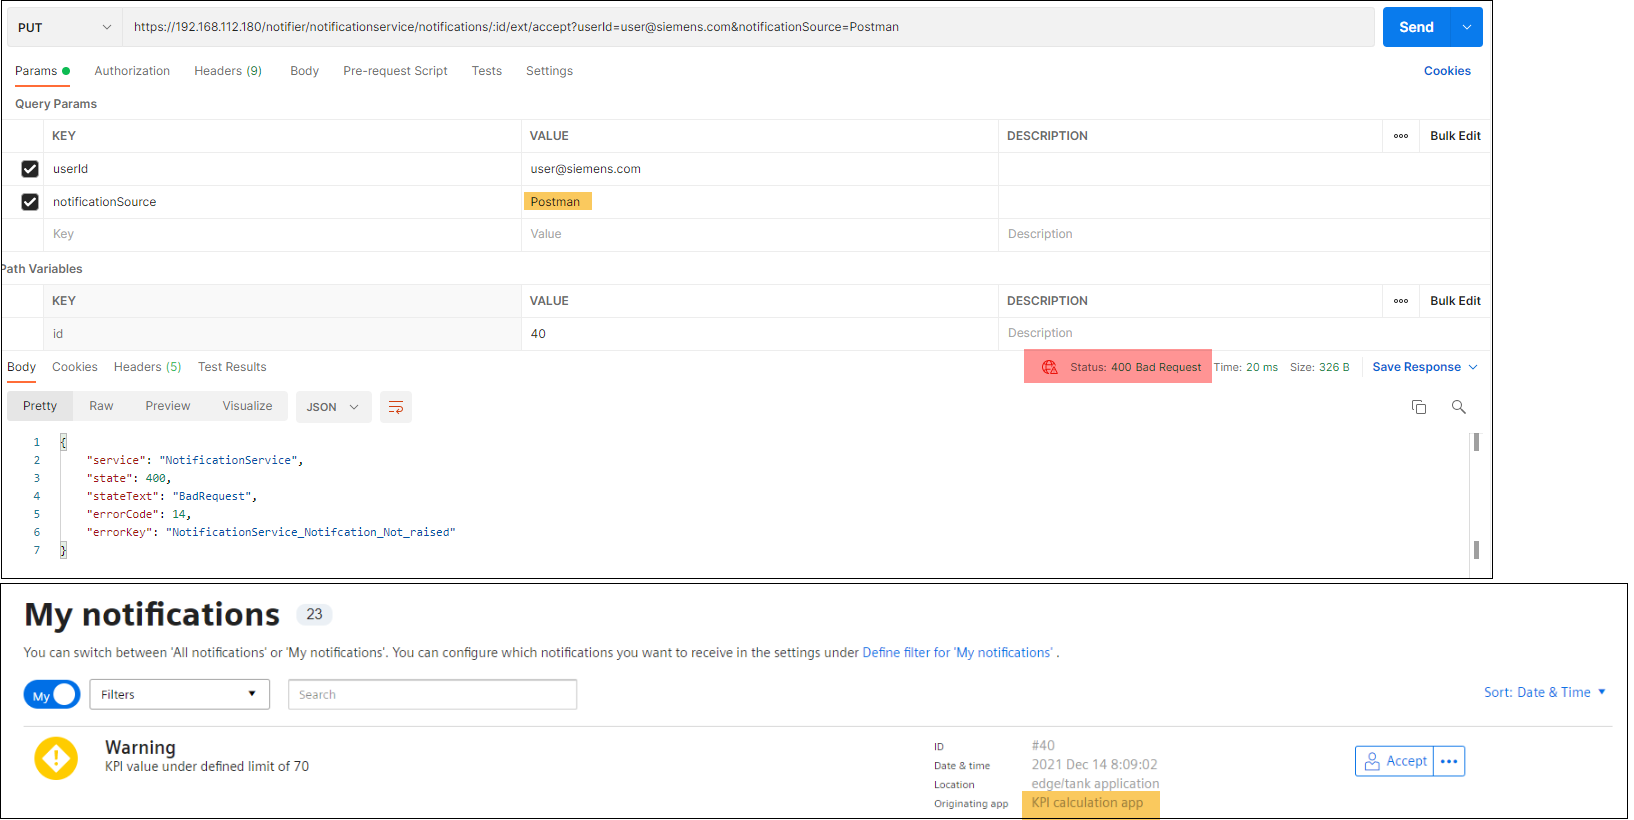 PUT
https://192.168.112.180/notifier/notificationservice/notifications/:id/ext/accept?userId=user@siemens.com&notificationSource=Postman
Send
Params Authorization Headers (9) Body Pre-request Script Tests Settings Cookies
Query Params
KEY VALUE DESCRIPTION ooo Bulk Edit
userId user@siemens.com
notificationSource Postman
Key Value Description
Path Variables
KEY VALUE DESCRIPTION ooo Bulk Edit
id 40 Description
Body Cookies Headers (5) Test Results Status: 400 Bad Request Time: 20 ms Size: 326 B Save Response
Pretty Raw Preview Visualize JSON
1 {
2 "service": "NotificationService",
3 "state": 400,
4 "stateText": "BadRequest",
5 "errorCode": 14,
6 "errorKey": "NotificationService_Notifcation_Not_raised"
7 }
My notifications 23
You can switch between 'All notifications' or 'My notifications'. You can configure which notifications you want to receive in the settings under Define filter for 'My notifications' .
My Filters Search Sort: Date & Time
Warning
KPI value under defined limit of 70
ID #40
Date & time 2021 Dec 14 8:09:02
Location edge/tank application
Originating app KPI calculation app
Accept •••